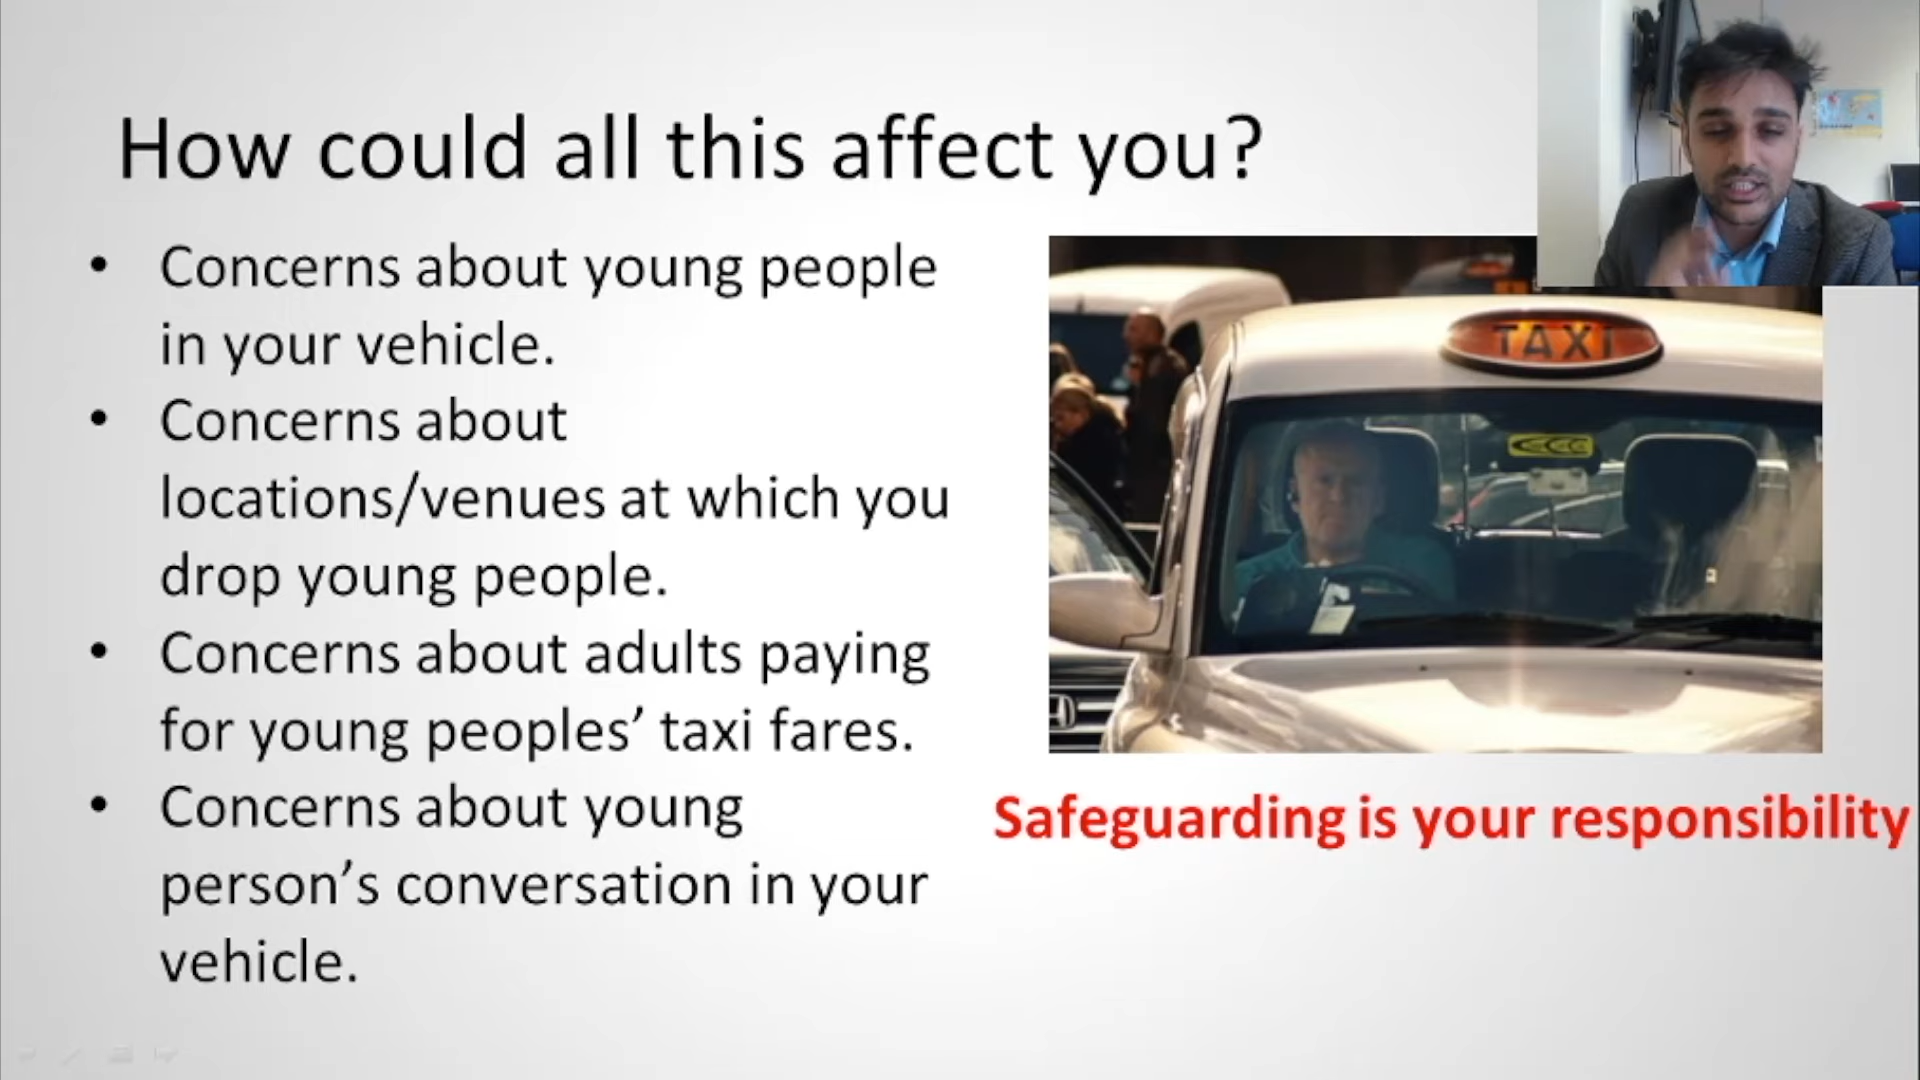 How could all this affect you?
• Concerns about young people
in your vehicle.
• Concerns about
locations/venues at which you
drop young people.
• Concerns about adults paying
for young peoples’ taxi fares.
• Concerns about young
person’s conversation in your
vehicle.
TAXI
Safeguarding is your responsibility